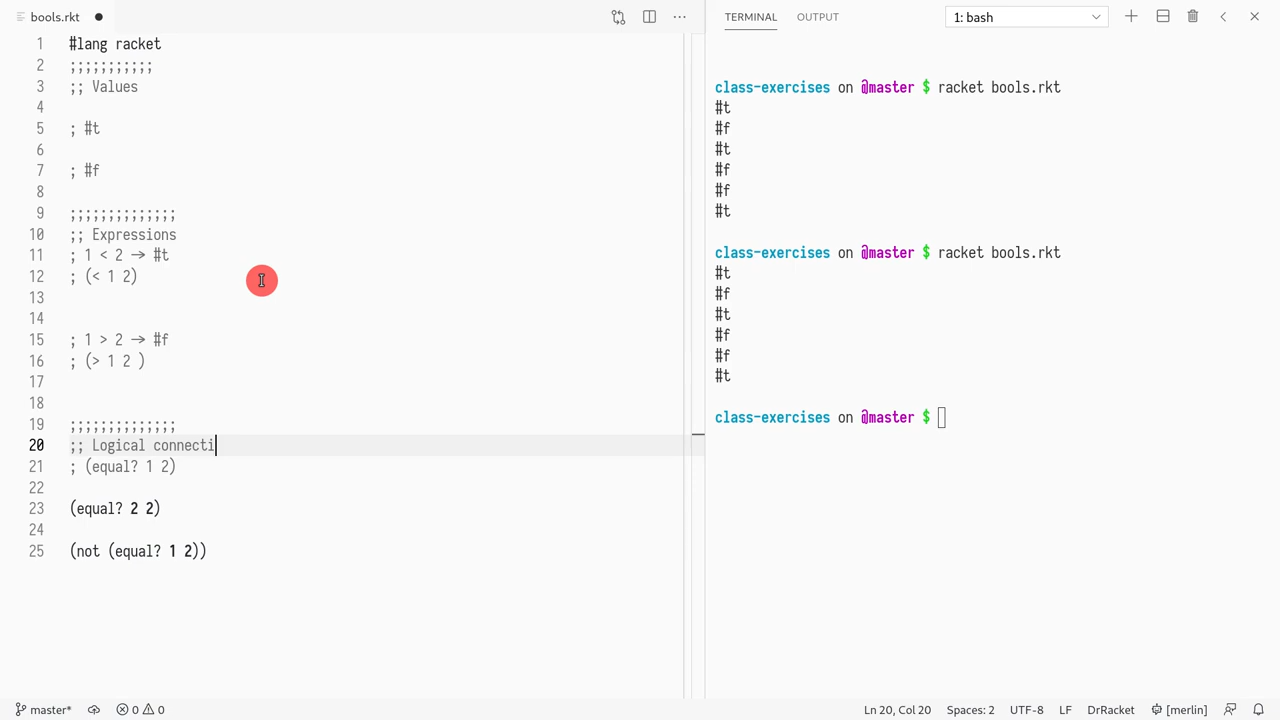 bools.rkt ●
1 #lang racket
2 ;;;;;;;;;;;
3 ;; Values
4
5 ; #t
6
7 ; #f
8
9 ;;;;;;;;;;;;;;
10 ;; Expressions
11 ; 1 < 2 → #t
12 ; (< 1 2)
13
14
15 ; 1 > 2 → #f
16 ; (> 1 2 )
17
18
19 ;;;;;;;;;;;;;;
20 ;; Logical connecti
21 ; (equal? 1 2)
22
23 (equal? 2 2)
24
25 (not (equal? 1 2))
TERMINAL OUTPUT 1: bash
class-exercises on @master $ racket bools.rkt
#t
#f
#t
#f
#f
#t
class-exercises on @master $ racket bools.rkt
#t
#f
#t
#f
#f
#t
class-exercises on @master $
master* 0 0 Ln 20, Col 20 Spaces: 2 UTF-8 LF DrRacket [merlin]